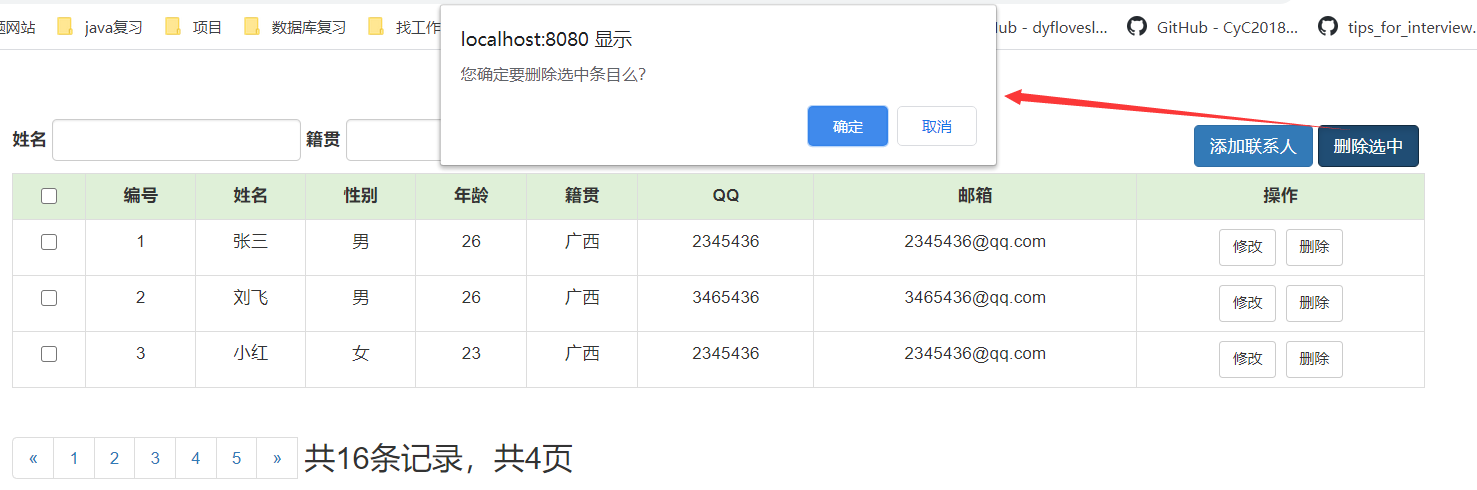 题网站 java复习 项目 数据库复习 找工作 Hub - dyflovesl... GitHub - CyC2018... tips_for_interview.
localhost:8080 显示
您确定要删除选中条目么?
确定 取消
姓名 籍贯 添加联系人 删除选中
编号 姓名 性别 年龄 籍贯 QQ 邮箱 操作
1 张三 男 26 广西 2345436 2345436@qq.com 修改 删除
2 刘飞 男 26 广西 3465436 3465436@qq.com 修改 删除
3 小红 女 23 广西 2345436 2345436@qq.com 修改 删除
« 1 2 3 4 5 » 共16条记录，共4页